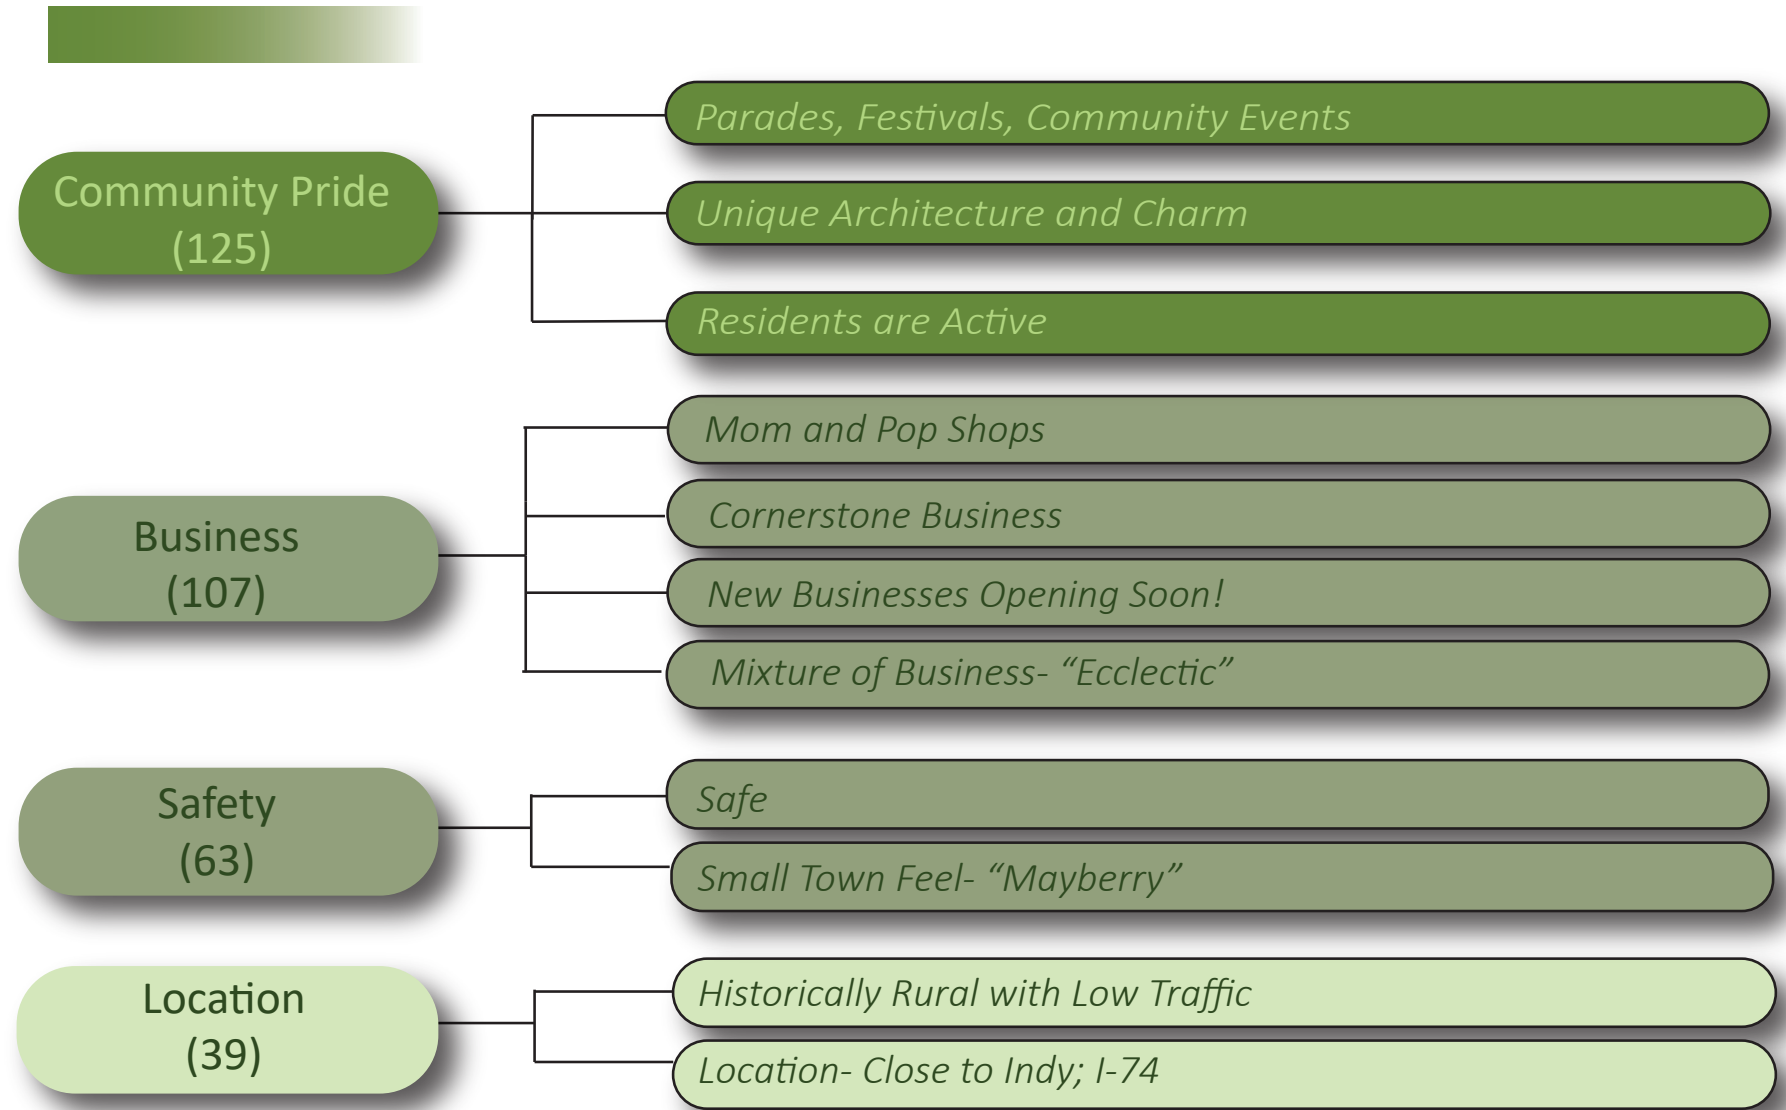 Community Pride
(125)
Parades, Festivals, Community Events
Unique Architecture and Charm
Residents are Active
Business
(107)
Mom and Pop Shops
Cornerstone Business
New Businesses Opening Soon!
Mixture of Business- “Ecclectic”
Safety
(63)
Safe
Small Town Feel- “Mayberry”
Location
(39)
Historically Rural with Low Traffic
Location- Close to Indy; I-74